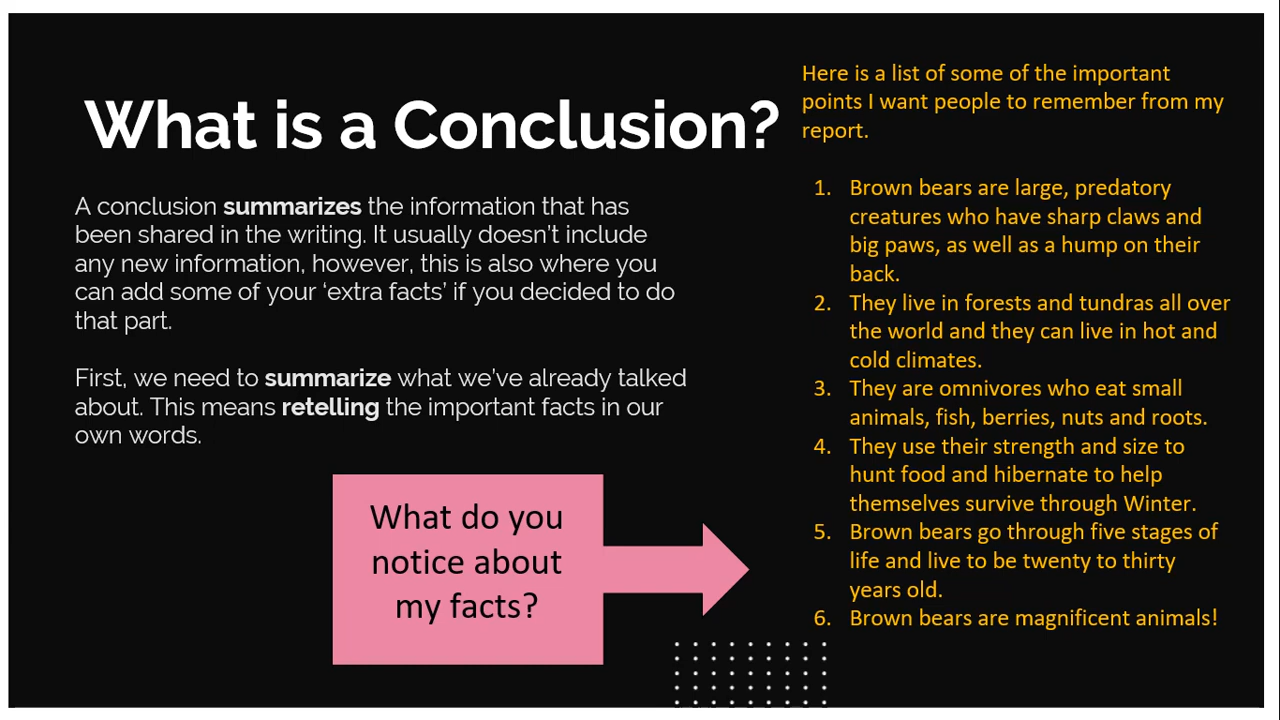 What is a Conclusion?
A conclusion summarizes the information that has
been shared in the writing. It usually doesn't include
any new information, however, this is also where you
can add some of your 'extra facts' if you decided to do
that part.
First, we need to summarize what we've already talked
about. This means retelling the important facts in our
own words.
What do you
notice about
my facts?
Here is a list of some of the important
points I want people to remember from my
report.
1. Brown bears are large, predatory
creatures who have sharp claws and
big paws, as well as a hump on their
back.
2. They live in forests and tundras all over
the world and they can live in hot and
cold climates.
3. They are omnivores who eat small
animals, fish, berries, nuts and roots.
4. They use their strength and size to
hunt food and hibernate to help
themselves survive through Winter.
5. Brown bears go through five stages of
life and live to be twenty to thirty
years old.
6. Brown bears are magnificent animals!